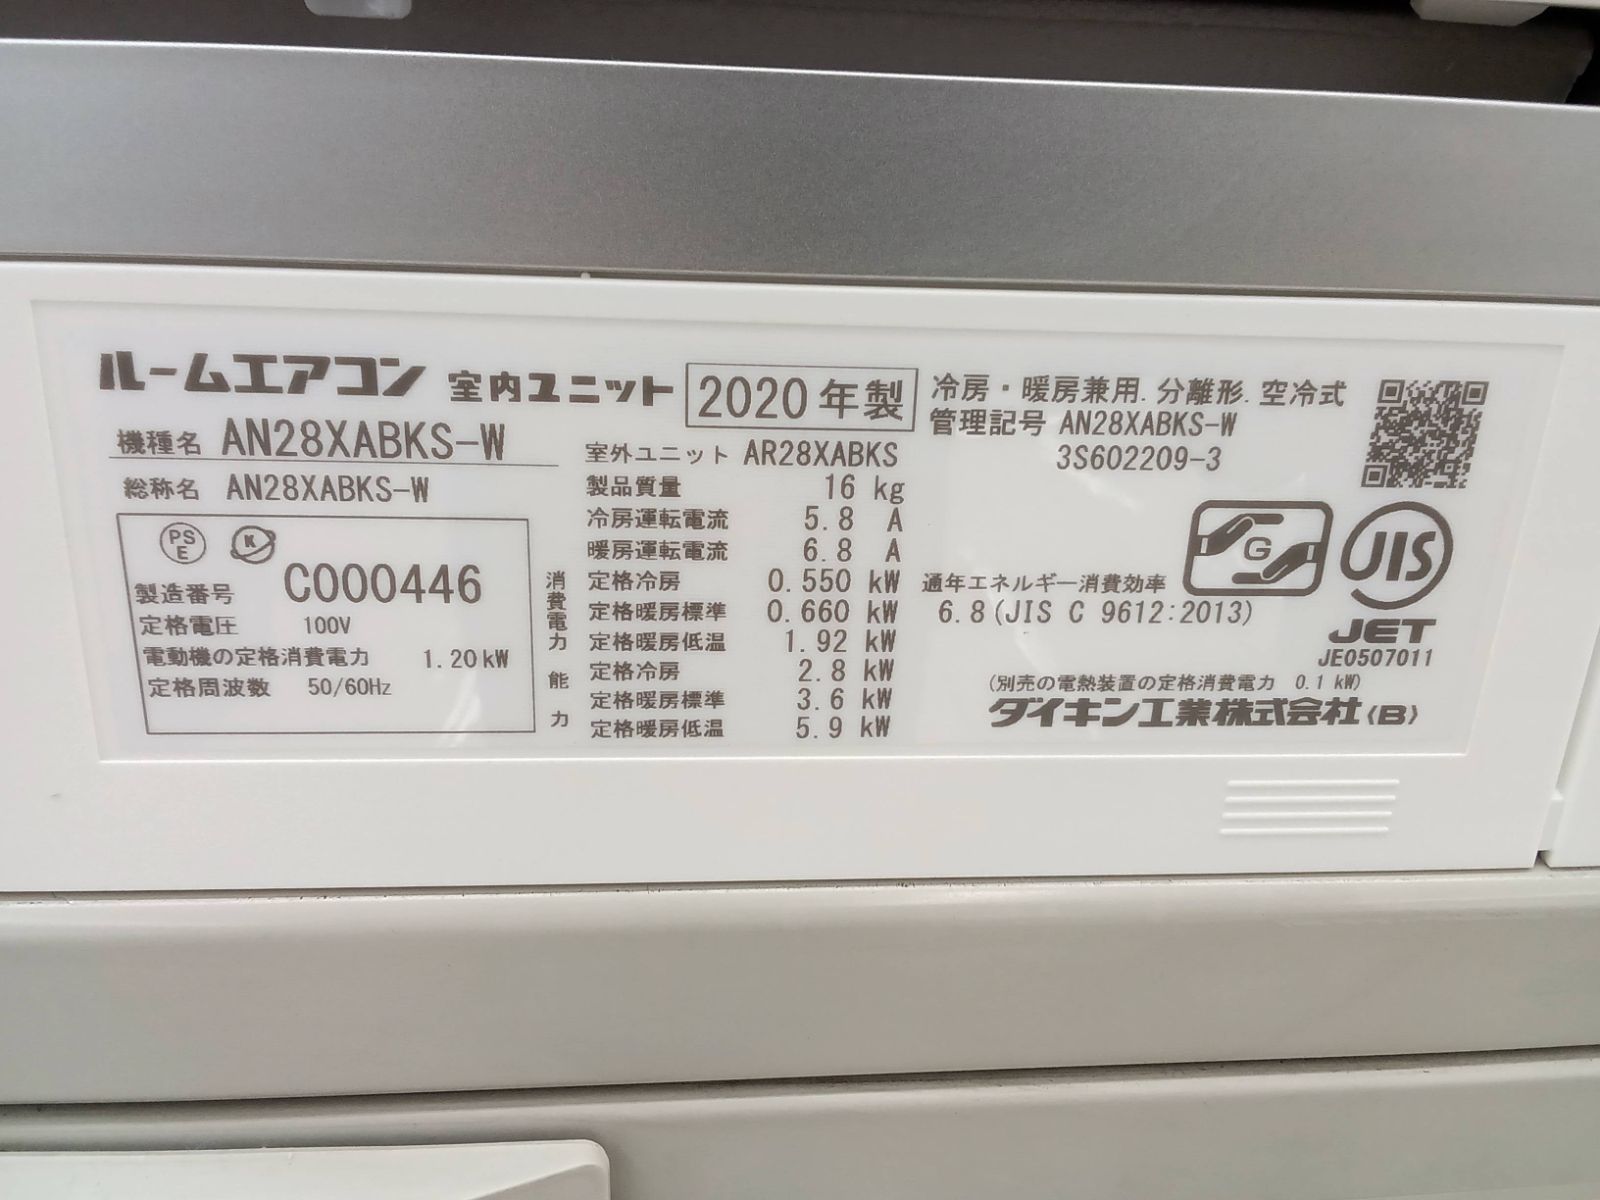 ルームエアコン 室内ユニット 2020年製
機種名 AN28XABKS-W
総称名 AN28XABKS-W
PS
E
K
製造番号 C000446
定格電圧 100V
電動機の定格消費電力 1.20kW
定格周波数 50/60Hz
室外ユニット AR28XABKS
製品質量 16 kg
冷房運転電流 5.8 A
暖房運転電流 6.8 A
消費電力
定格冷房 0.550 kW
定格暖房標準 0.660 kW
定格暖房低温 1.92 kW
能力
定格冷房 2.8 kW
定格暖房標準 3.6 kW
定格暖房低温 5.9 kW
冷房・暖房兼用.分離形.空冷式
管理記号 AN28XABKS-W
3S602209-3
G
JIS
通年エネルギー消費効率
6.8(JIS C 9612:2013)
JET
JE0507011
(別売の電熱装置の定格消費電力 0.1 kW)
ダイキン工業株式会社〈B〉